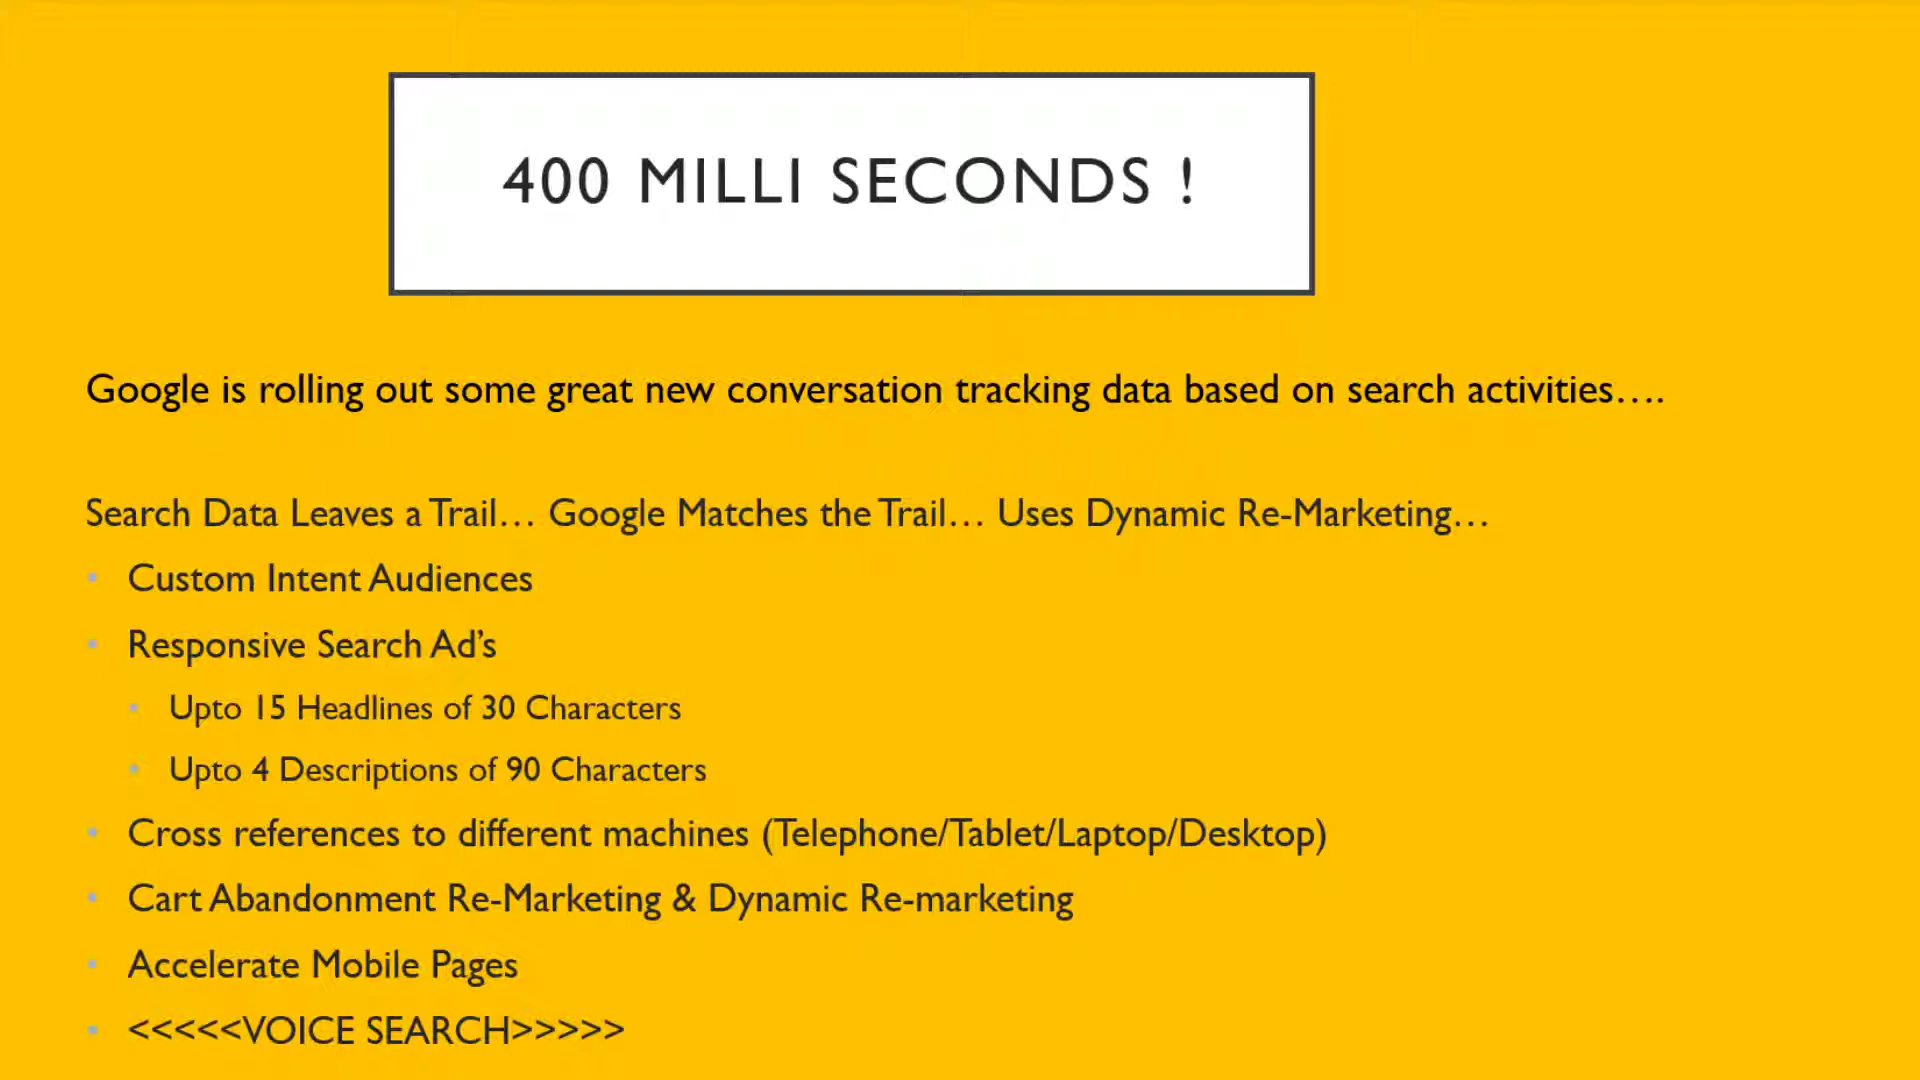 400 MILLI SECONDS !
Google is rolling out some great new conversation tracking data based on search activities….
Search Data Leaves a Trail… Google Matches the Trail… Uses Dynamic Re-Marketing…
• Custom Intent Audiences
• Responsive Search Ad’s
• Upto 15 Headlines of 30 Characters
• Upto 4 Descriptions of 90 Characters
• Cross references to different machines (Telephone/Tablet/Laptop/Desktop)
• Cart Abandonment Re-Marketing & Dynamic Re-marketing
• Accelerate Mobile Pages
• <<<<<VOICE SEARCH>>>>>